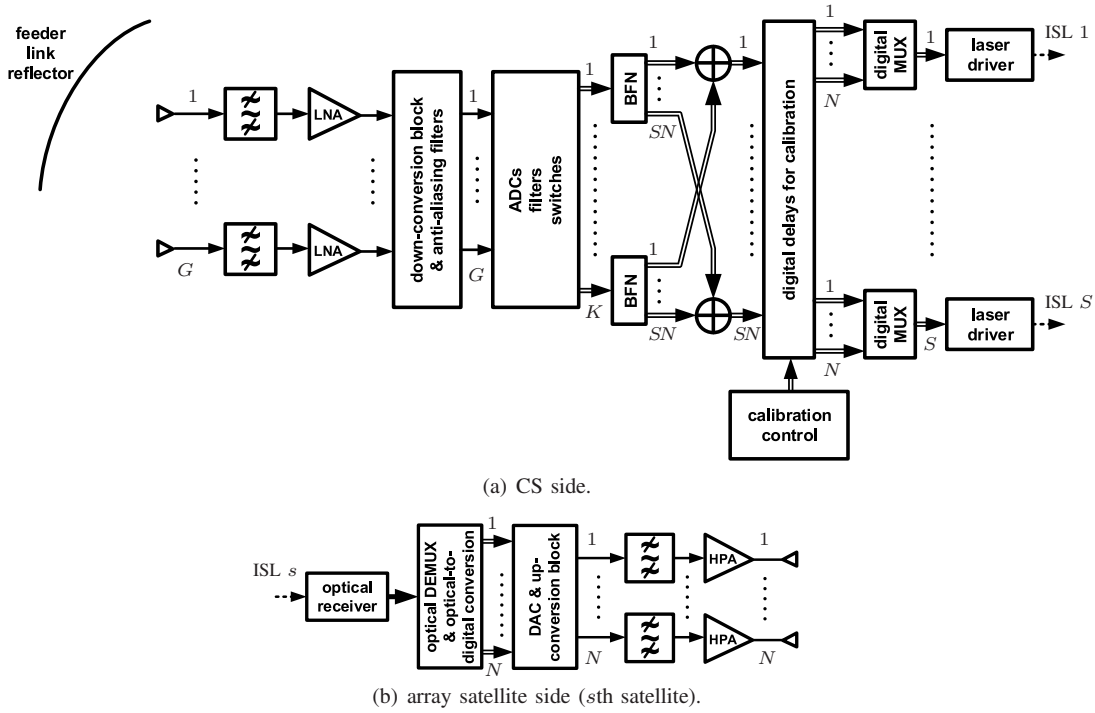 feeder
link
reflector
1
G
LNA
LNA
down-conversion block
& anti-aliasing filters
1
G
ADCs
filters
switches
1
K
BFN
BFN
1
SN
1
SN
1
SN
digital delays for calibration
calibration
control
1
N
1
N
digital
MUX
digital
MUX
1
S
laser
driver
laser
driver
ISL 1
ISL S
(a) CS side.
ISL s
optical
receiver
optical DEMUX
& optical-to-
digital conversion
1
N
DAC & up-
conversion block
1
N
HPA
HPA
1
N
(b) array satellite side (sth satellite).